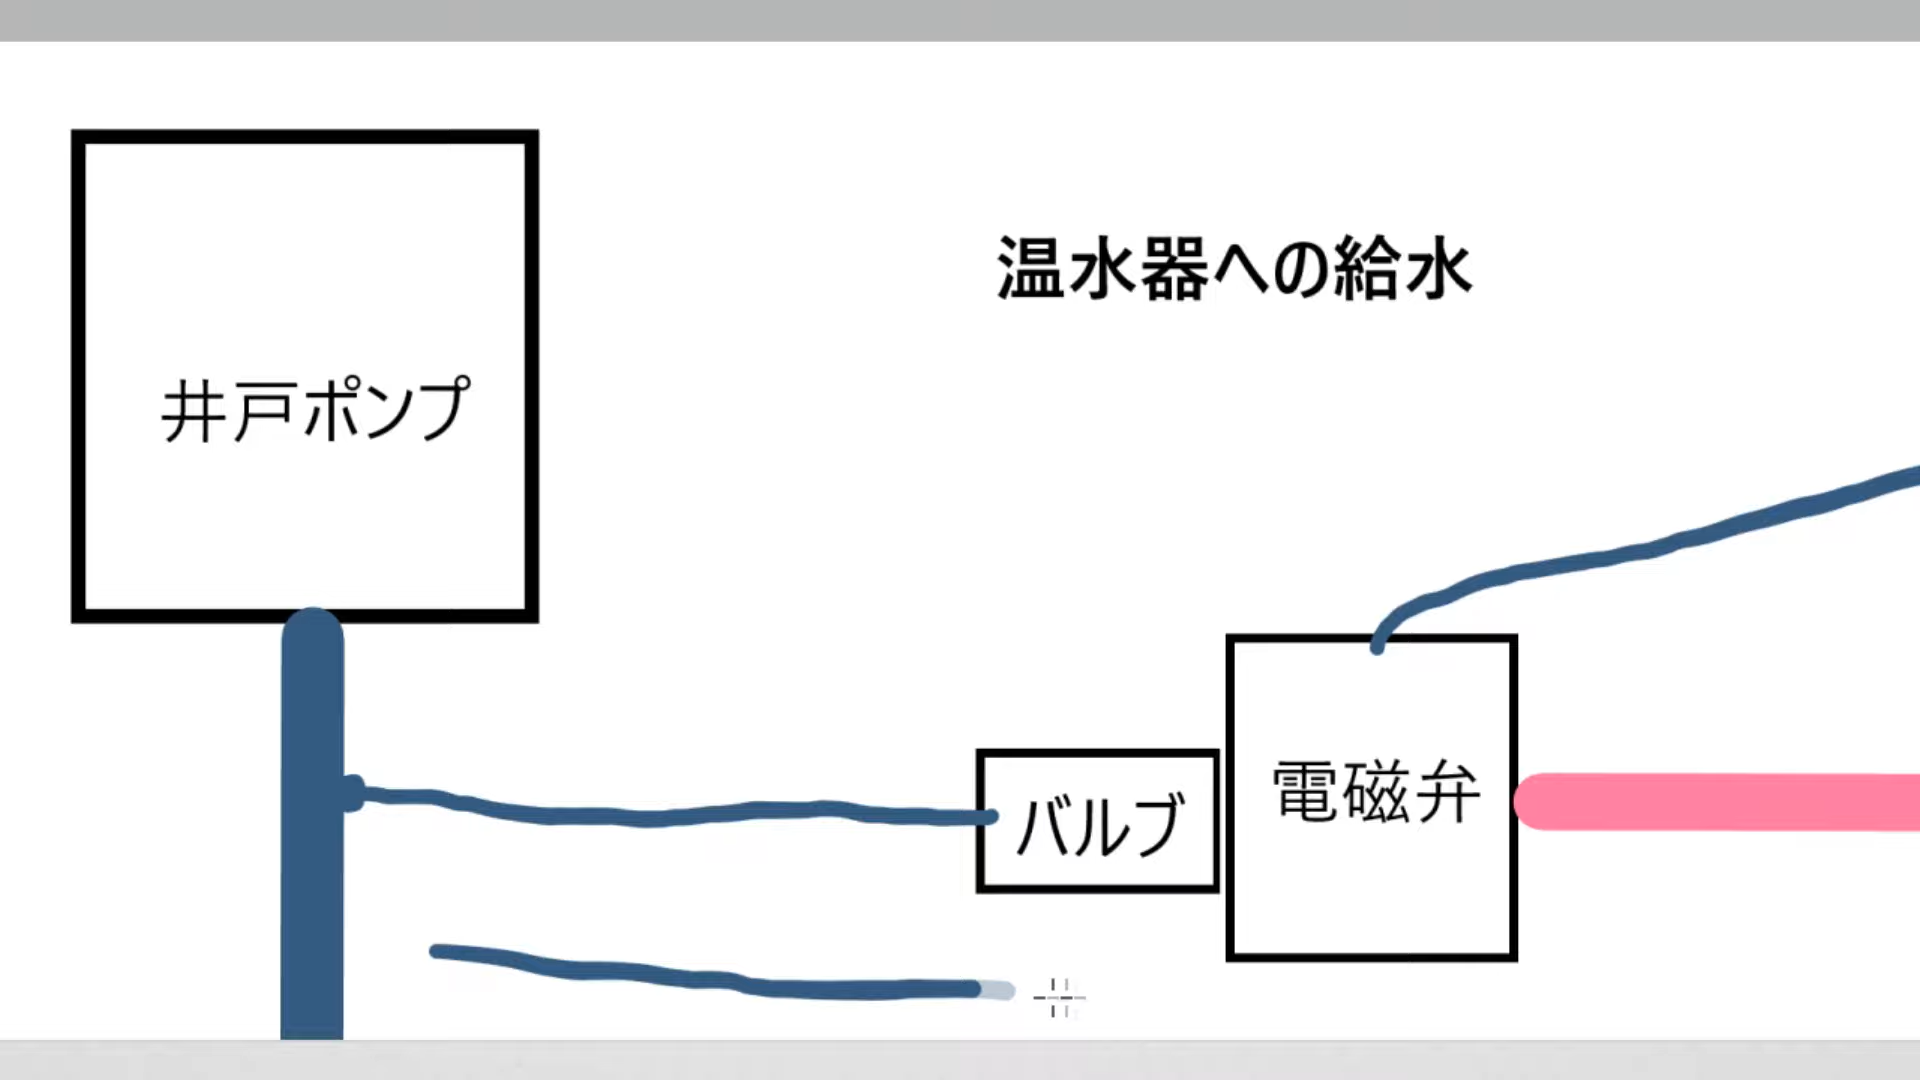 温水器への給水
井戸ポンプ
電磁弁
バルブ